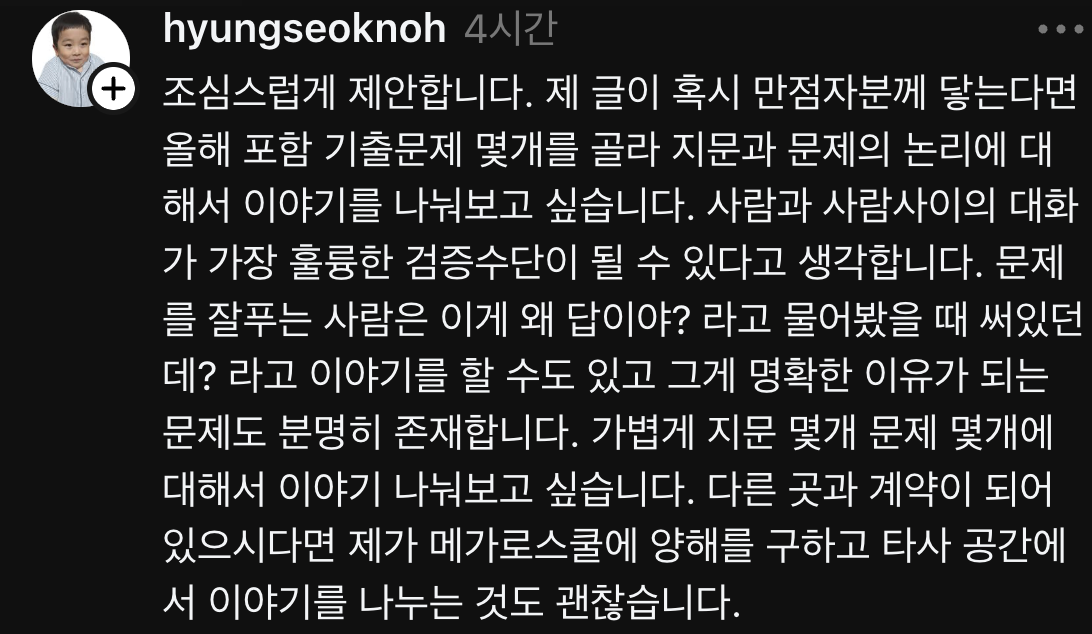 hyungseoknoh 4시간
조심스럽게 제안합니다. 제 글이 혹시 만점자분께 닿는다면
올해 포함 기출문제 몇개를 골라 지문과 문제의 논리에 대
해서 이야기를 나눠보고 싶습니다. 사람과 사람사이의 대화
가 가장 훌륭한 검증수단이 될 수 있다고 생각합니다. 문제
를 잘푸는 사람은 이게 왜 답이야? 라고 물어봤을 때 써있던
데? 라고 이야기를 할 수도 있고 그게 명확한 이유가 되는
문제도 분명히 존재합니다. 가볍게 지문 몇개 문제 몇개에
대해서 이야기 나눠보고 싶습니다. 다른 곳과 계약이 되어
있으시다면 제가 메가로스쿨에 양해를 구하고 타사 공간에
서 이야기를 나누는 것도 괜찮습니다.